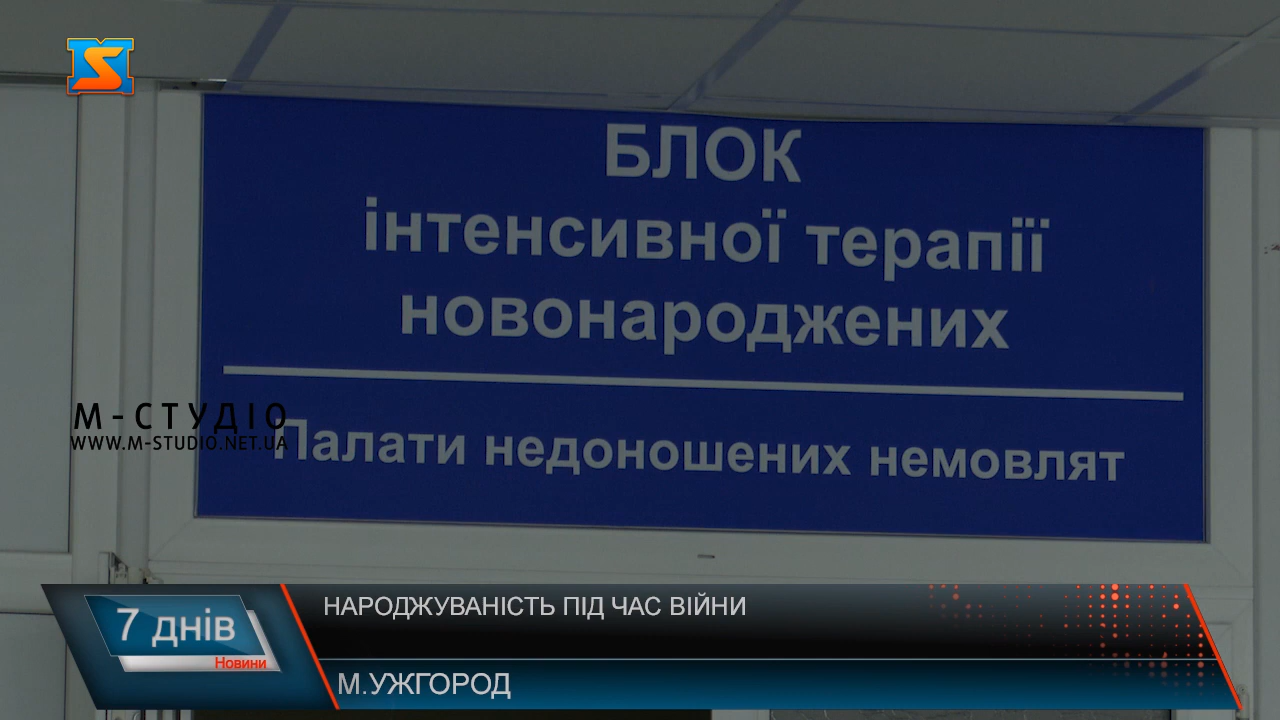 БЛОК
інтенсивної терапії
новонароджених
Палати недоношених немовлят
М-СТУДІО
WWW.M-STUDIO.NET.UA
7 днів
Новини
НАРОДЖУВАНІСТЬ ПІД ЧАС ВІЙНИ
М.УЖГОРОД